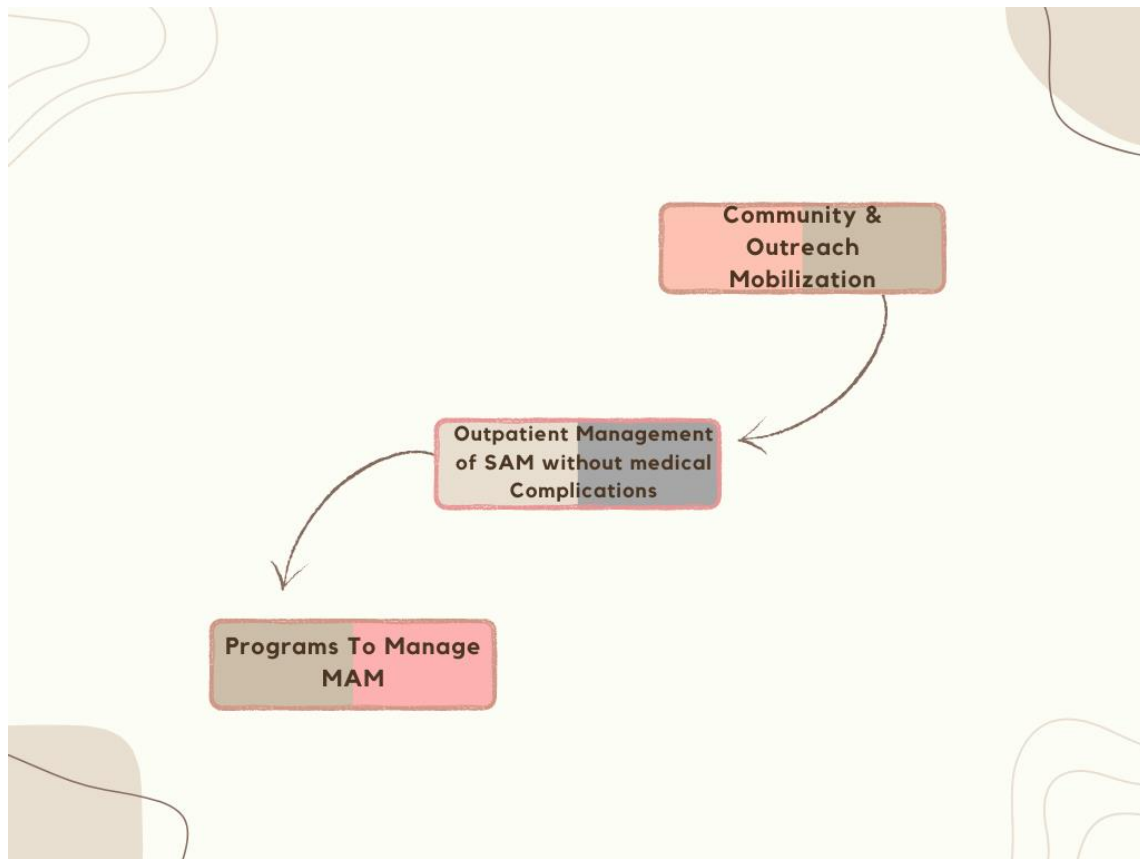 Community &
Outreach
Mobilization
Outpatient Management
of SAM without medical
Complications
Programs To Manage
MAM